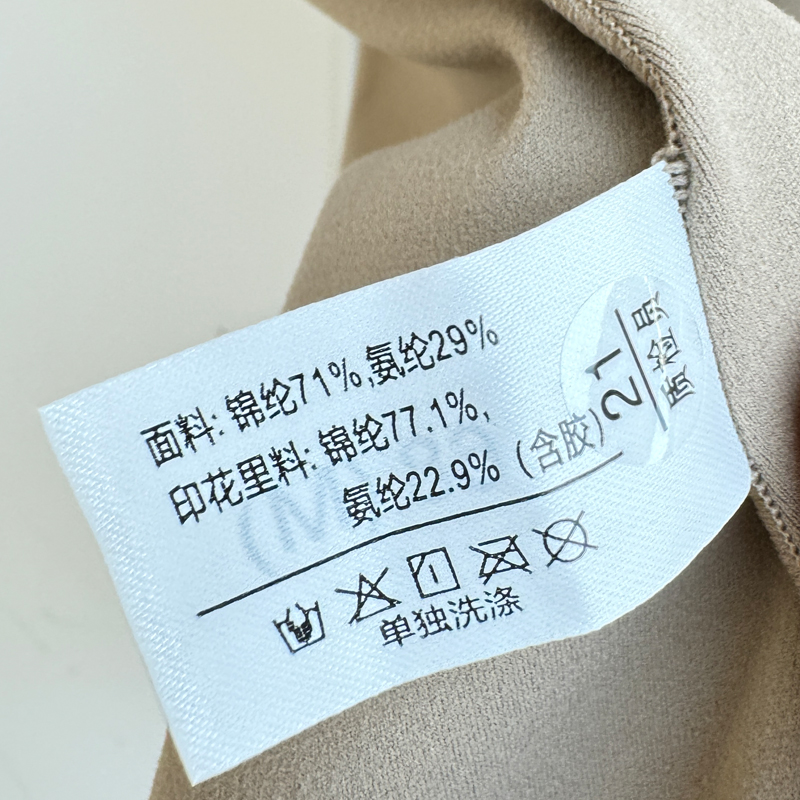 面料: 锦纶71%,氨纶29%
印花里料: 锦纶77.1%,
氨纶22.9%（含胶）
单独洗涤
21
质检员